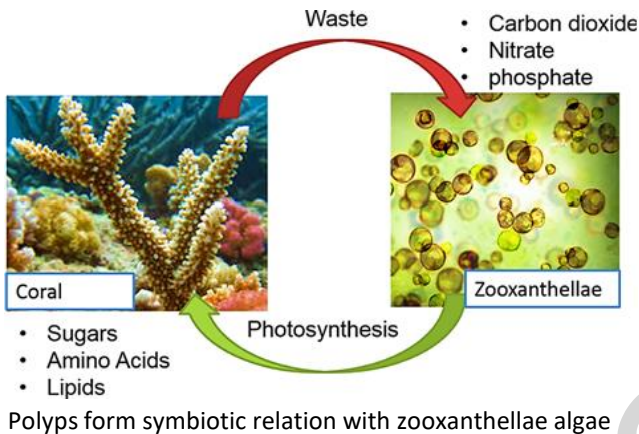 Waste
• Carbon dioxide
• Nitrate
• phosphate
Coral
Zooxanthellae
Photosynthesis
• Sugars
• Amino Acids
• Lipids
Polyps form symbiotic relation with zooxanthellae algae